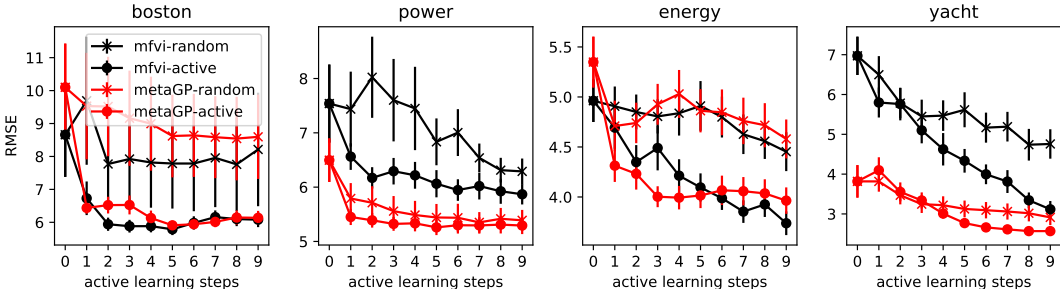 boston
power
energy
yacht
RMSE
11
10
9
8
7
6
mfvi-random
mfvi-active
metaGP-random
metaGP-active
0 1 2 3 4 5 6 7 8 9
active learning steps
8
7
6
5
0 1 2 3 4 5 6 7 8 9
active learning steps
5.5
5.0
4.5
4.0
0 1 2 3 4 5 6 7 8 9
active learning steps
7
6
5
4
3
0 1 2 3 4 5 6 7 8 9
active learning steps